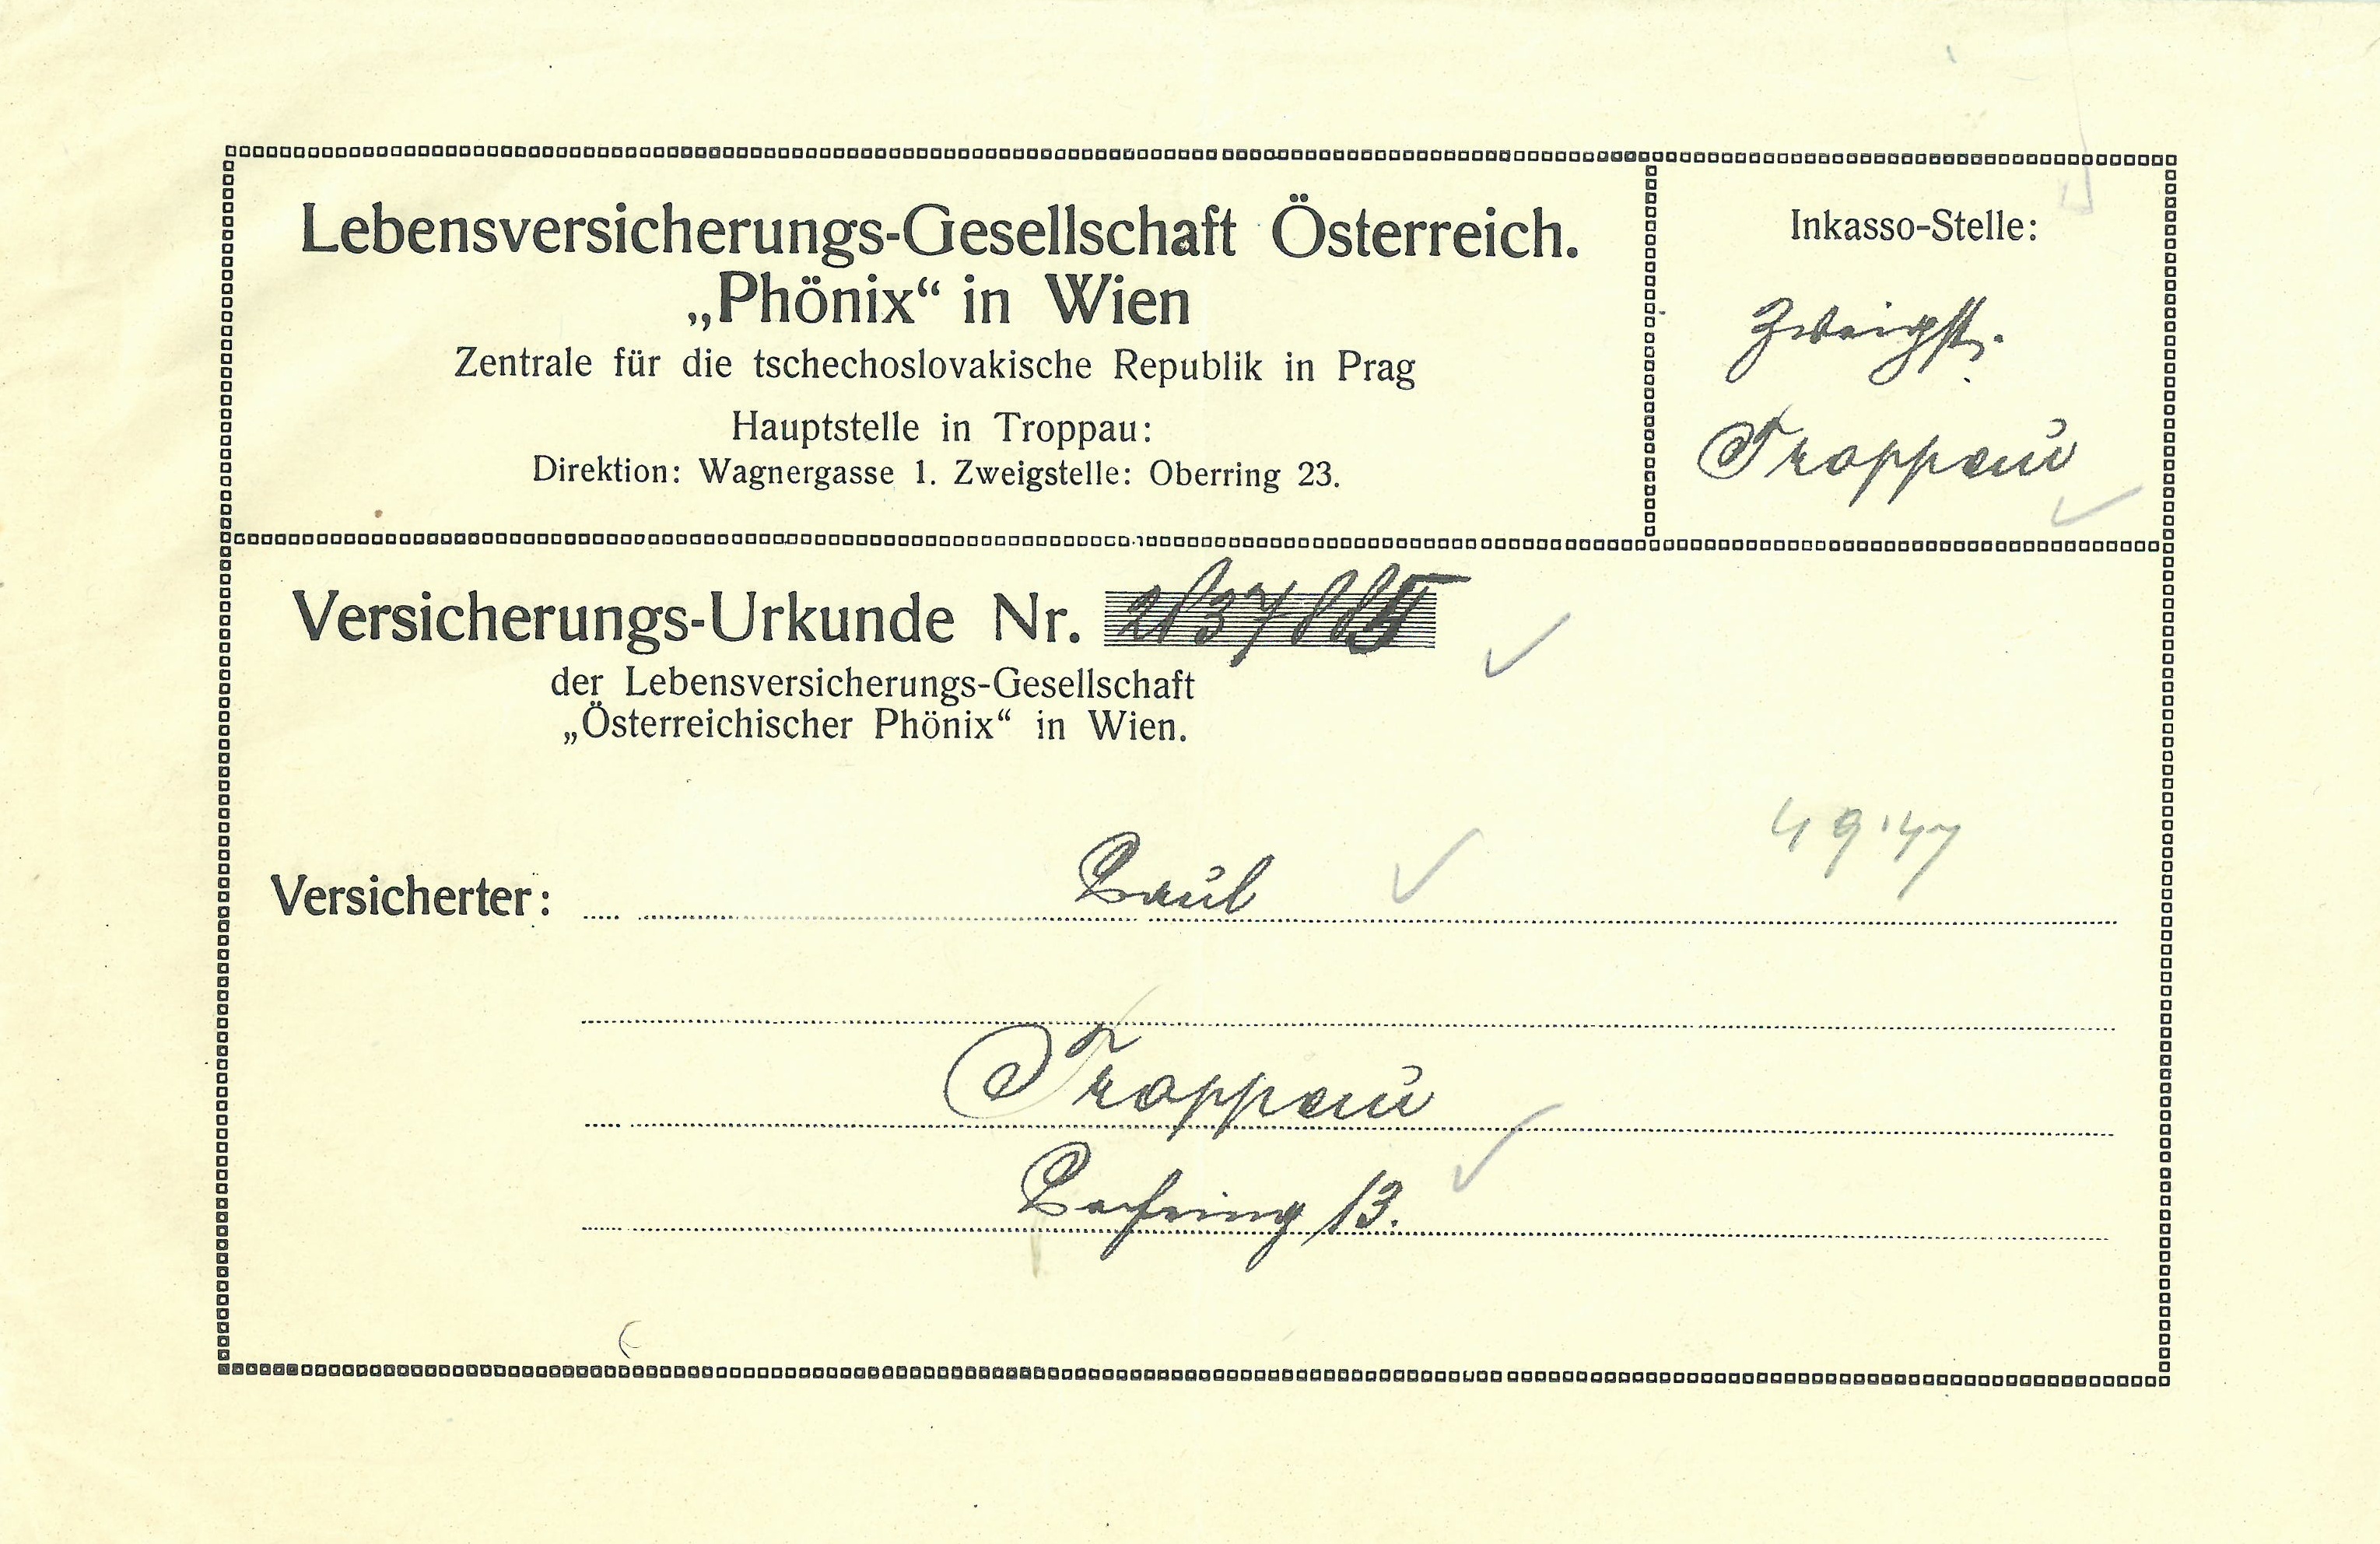 Lebensversicherungs-Gesellschaft Österreich.
„Phönix“ in Wien
Zentrale für die tschechoslovakische Republik in Prag
Hauptstelle in Troppau:
Direktion: Wagnergasse 1. Zweigstelle: Oberring 23.
Inkasso-Stelle:
Zweigst.
Troppau
Versicherungs-Urkunde Nr.
der Lebensversicherungs-Gesellschaft
„Österreichischer Phönix“ in Wien.
49·47
Versicherter: Paul
Troppau
13.